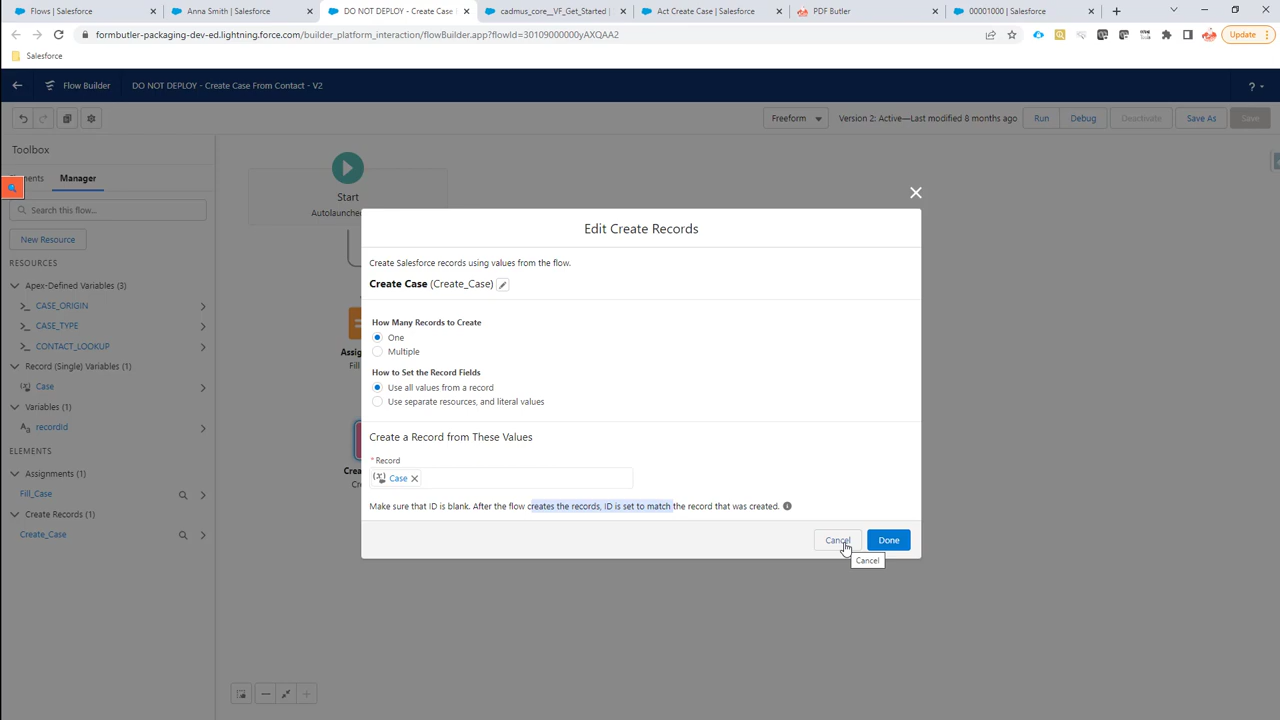 Flows | Salesforce
Anna Smith | Salesforce
DO NOT DEPLOY - Create Case
cadmus_core__VF_Get_Started |
Act Create Case | Salesforce
PDF Butler
00001000 | Salesforce
formbutler-packaging-dev-ed.lightning.force.com/builder_platform_interaction/flowBuilder.app?flowId=30109000000yAXQAA2
Update
Salesforce
Flow Builder
DO NOT DEPLOY - Create Case From Contact - V2
?
Freeform
Version 2: Active—Last modified 8 months ago
Run
Debug
Deactivate
Save As
Save
Toolbox
ents
Manager
Search this flow...
New Resource
RESOURCES
Apex-Defined Variables (3)
CASE_ORIGIN
CASE_TYPE
CONTACT_LOOKUP
Record (Single) Variables (1)
Case
Variables (1)
recordId
ELEMENTS
Assignments (1)
Fill_Case
Create Records (1)
Create_Case
Start
Autolaunche
Assig
Fil
Crea
Cr
Edit Create Records
Create Salesforce records using values from the flow.
Create Case (Create_Case)
How Many Records to Create
One
Multiple
How to Set the Record Fields
Use all values from a record
Use separate resources, and literal values
Create a Record from These Values
* Record
Case
Make sure that ID is blank. After the flow creates the records, ID is set to match the record that was created.
Cancel
Done
Cancel